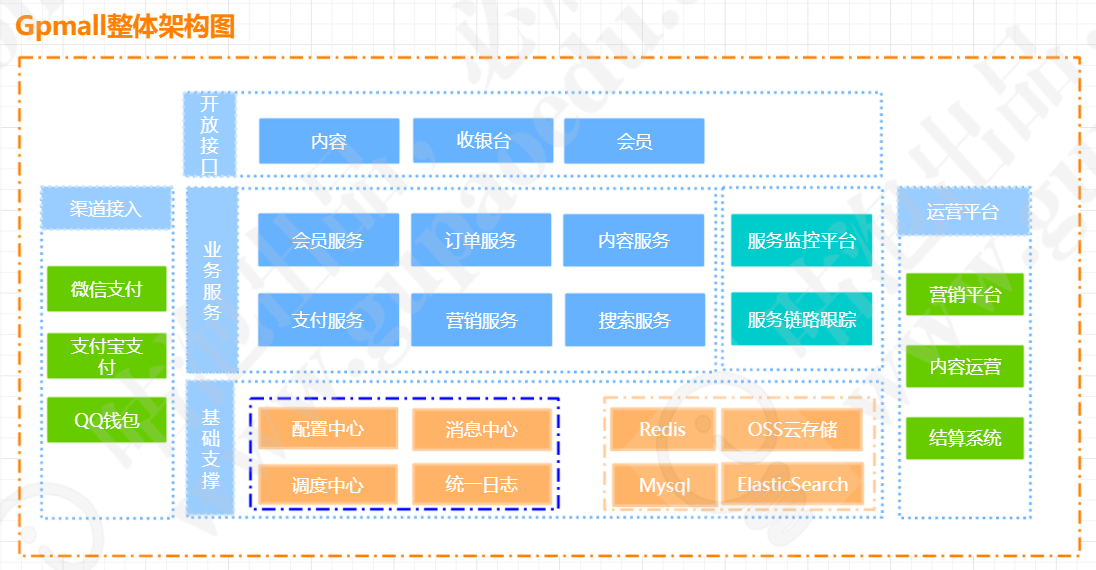 Gpmall整体架构图
开放接口
内容
收银台
会员
渠道接入
微信支付
支付宝支
付
QQ钱包
业务服务
会员服务
订单服务
内容服务
支付服务
营销服务
搜索服务
服务监控平台
服务链路跟踪
运营平台
营销平台
内容运营
结算系统
基础支撑
配置中心
消息中心
调度中心
统一日志
Redis
OSS云存储
Mysql
ElasticSearch